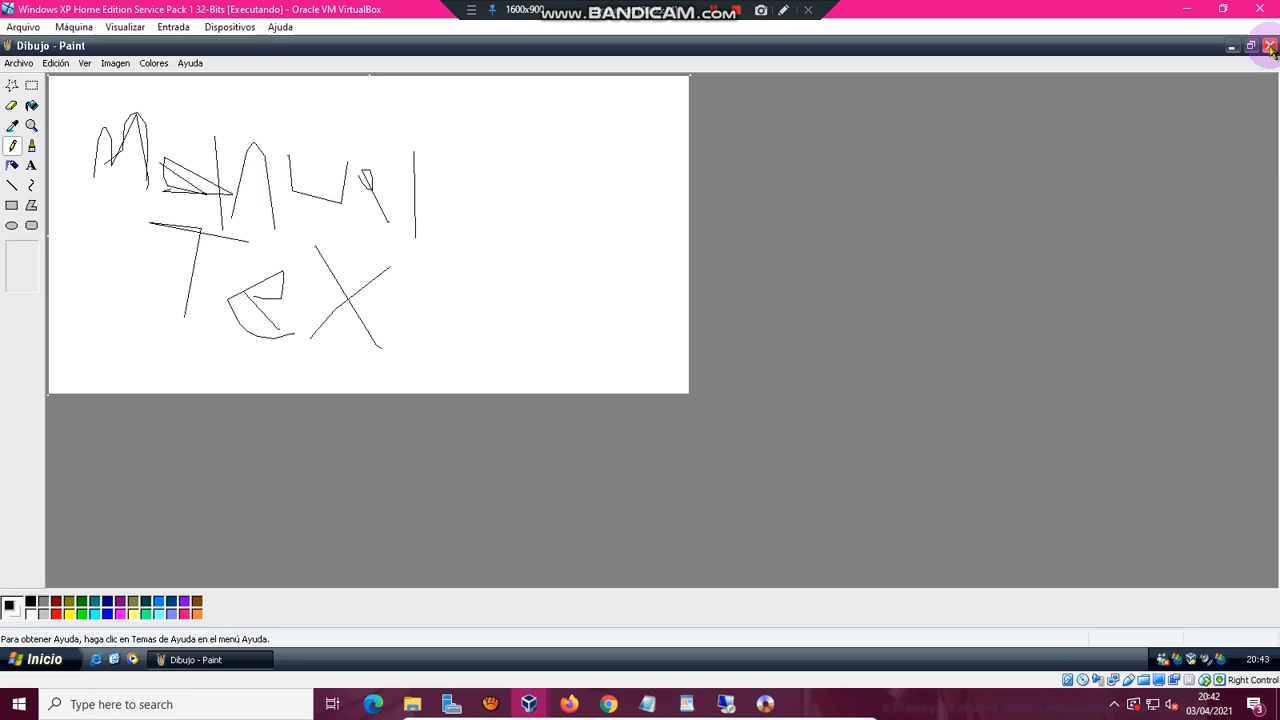 Windows XP Home Edition Service Pack 1 32-Bits [Executando] - Oracle VM VirtualBox
1600x900
www.BANDICAM.com
Arquivo Máquina Visualizar Entrada Dispositivos Ajuda
Dibujo - Paint
Archivo Edición Ver Imagen Colores Ayuda
Tex
Para obtener Ayuda, haga clic en Temas de Ayuda en el menú Ayuda.
Inicio
Dibujo - Paint
20:43
Right Control
Type here to search
20:42
03/04/2021
3